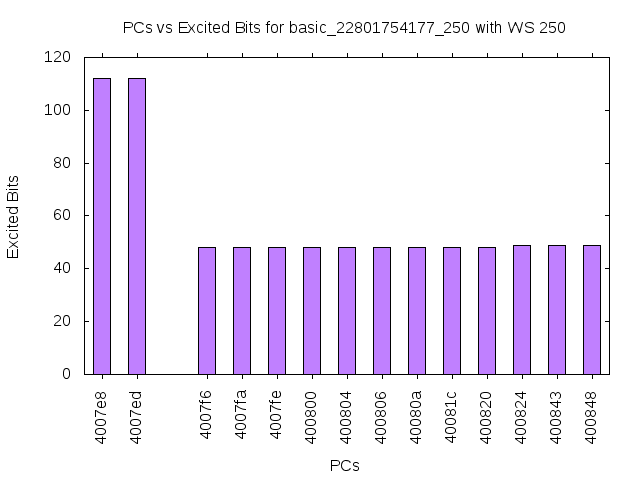 PCs vs Excited Bits for basic_22801754177_250 with WS 250
120
100
80
60
40
20
0
Excited Bits
4007e8
4007ed
4007f6
4007fa
4007fe
400800
400804
400806
40080a
40081c
400820
400824
400843
400848
PCs